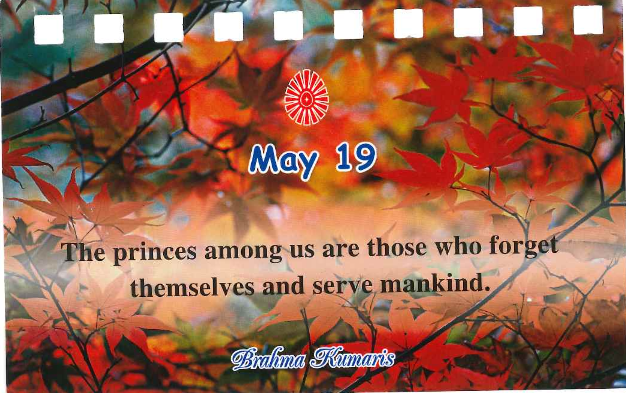 May 19
The princes among us are those who forget
themselves and serve mankind.
Brahma Kumaris